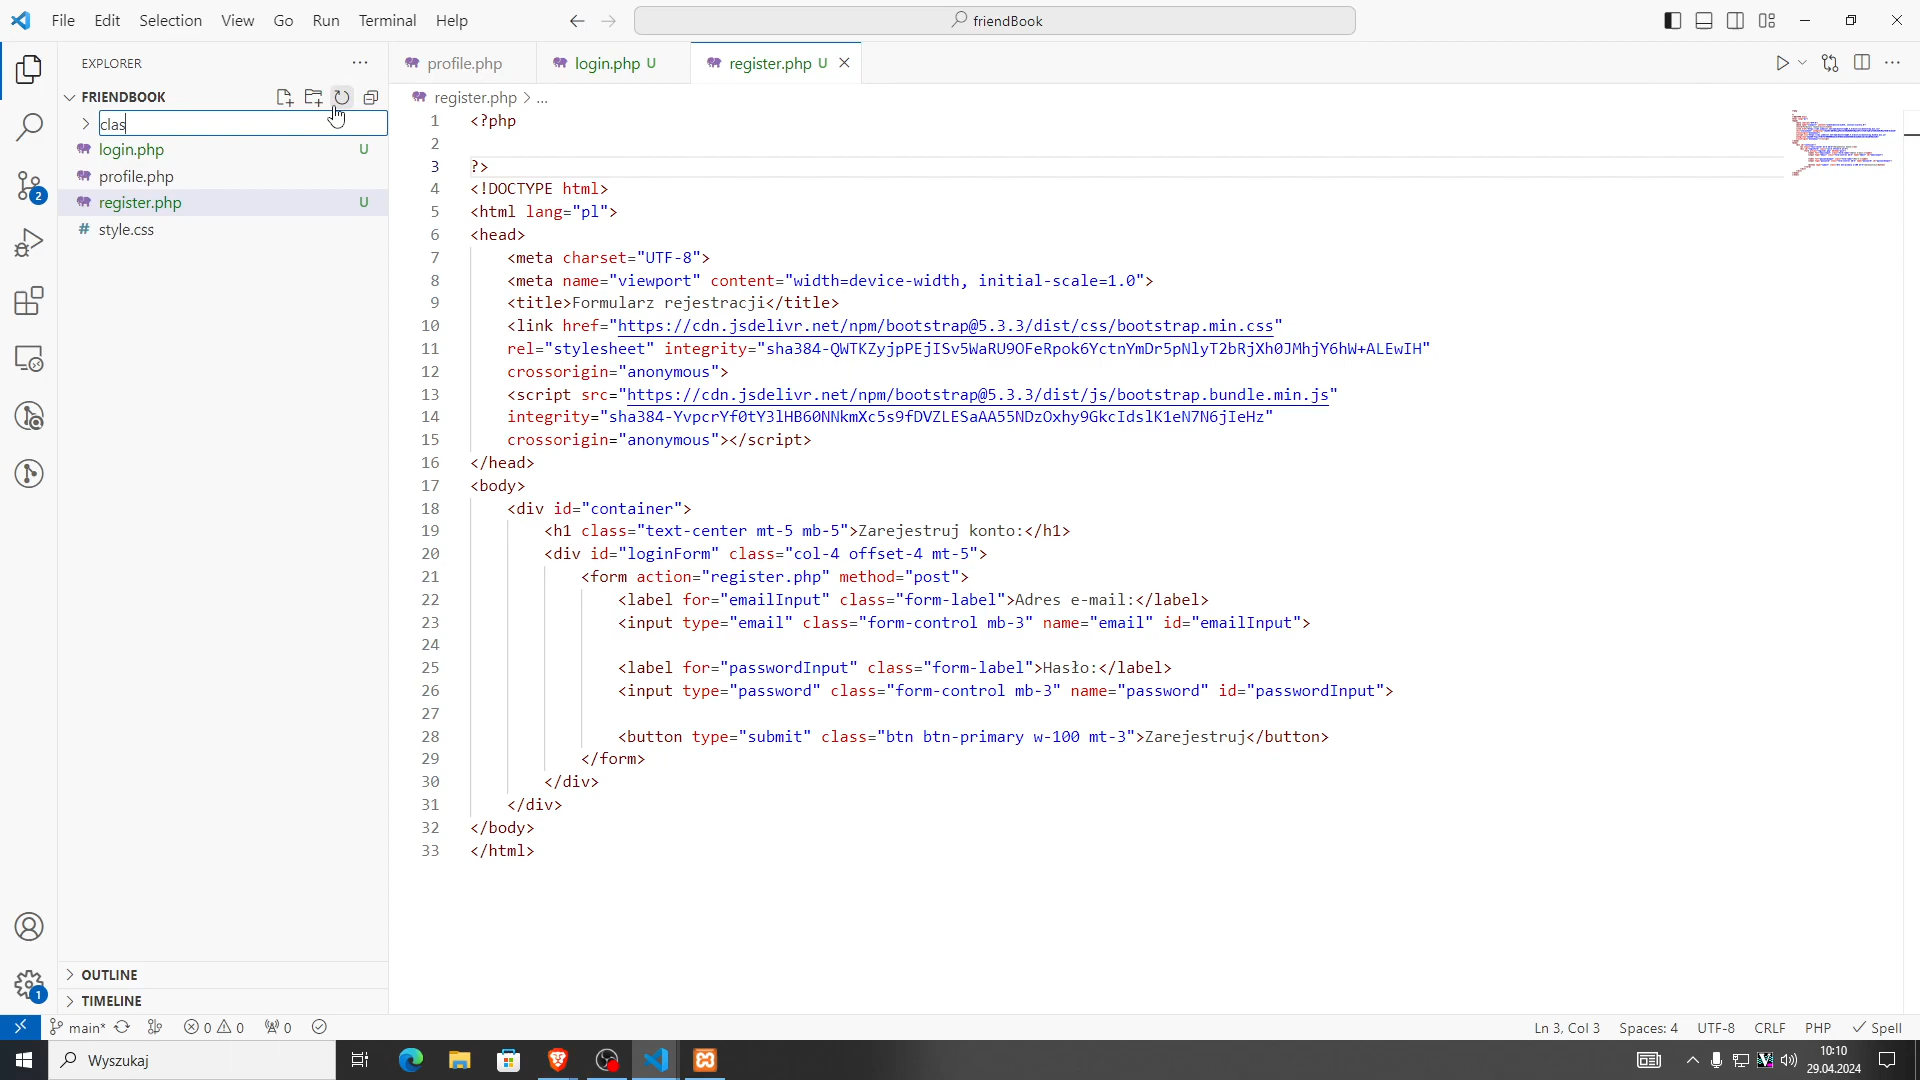 File Edit Selection View Go Run Terminal Help
friendBook
EXPLORER
FRIENDBOOK
clas
login.php U
profile.php
register.php U
style.css
OUTLINE
TIMELINE
profile.php
login.php U
register.php U
register.php > ...
1 <?php
2
3 ?>
4 <!DOCTYPE html>
5 <html lang="pl">
6 <head>
7 <meta charset="UTF-8">
8 <meta name="viewport" content="width=device-width, initial-scale=1.0">
9 <title>Formularz rejestracji</title>
10 <link href="https://cdn.jsdelivr.net/npm/bootstrap@5.3.3/dist/css/bootstrap.min.css"
11 rel="stylesheet" integrity="sha384-QWTKZyjpPEjISv5WaRU9OFeRpok6YctnYmDr5pNlyT2bRjXh0JMhjY6hW+ALEwIH"
12 crossorigin="anonymous">
13 <script src="https://cdn.jsdelivr.net/npm/bootstrap@5.3.3/dist/js/bootstrap.bundle.min.js"
14 integrity="sha384-YvpcrYf0tY3lHB60NNkmXc5s9fDVZLESaAA55NDzOxhy9GkcIdslK1eN7N6jIeHz"
15 crossorigin="anonymous"></script>
16 </head>
17 <body>
18 <div id="container">
19 <h1 class="text-center mt-5 mb-5">Zarejestruj konto:</h1>
20 <div id="loginForm" class="col-4 offset-4 mt-5">
21 <form action="register.php" method="post">
22 <label for="emailInput" class="form-label">Adres e-mail:</label>
23 <input type="email" class="form-control mb-3" name="email" id="emailInput">
24
25 <label for="passwordInput" class="form-label">Hasło:</label>
26 <input type="password" class="form-control mb-3" name="password" id="passwordInput">
27
28 <button type="submit" class="btn btn-primary w-100 mt-3">Zarejestruj</button>
29 </form>
30 </div>
31 </div>
32 </body>
33 </html>
2
1
main* 0 0 0
Ln 3, Col 3 Spaces: 4 UTF-8 CRLF PHP Spell
Wyszukaj
10:10
29.04.2024